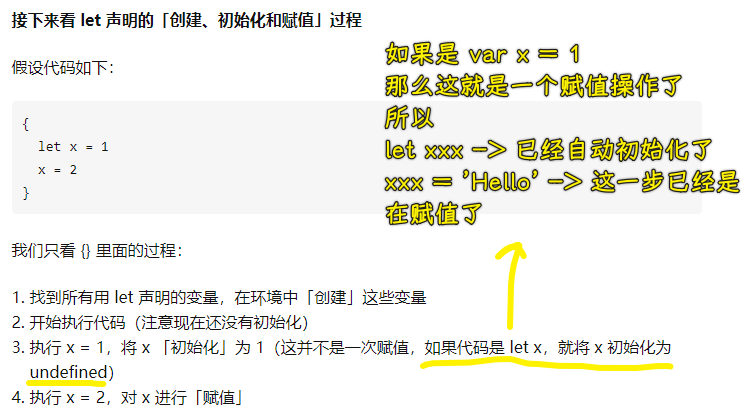 接下来看 let 声明的「创建、初始化和赋值」过程
如果是 var x = 1
假设代码如下：
那么这就是一个赋值操作了
所以
{
let x = 1
let xxx -> 已经自动初始化了
x = 2
xxx = 'Hello' -> 这一步已经是
}
在赋值了
我们只看 {} 里面的过程：
1. 找到所有用 let 声明的变量，在环境中「创建」这些变量
2. 开始执行代码（注意现在还没有初始化）
3. 执行 x = 1，将 x 「初始化」为 1（这并不是一次赋值，如果代码是 let x，就将 x 初始化为
undefined）
4. 执行 x = 2，对 x 进行「赋值」